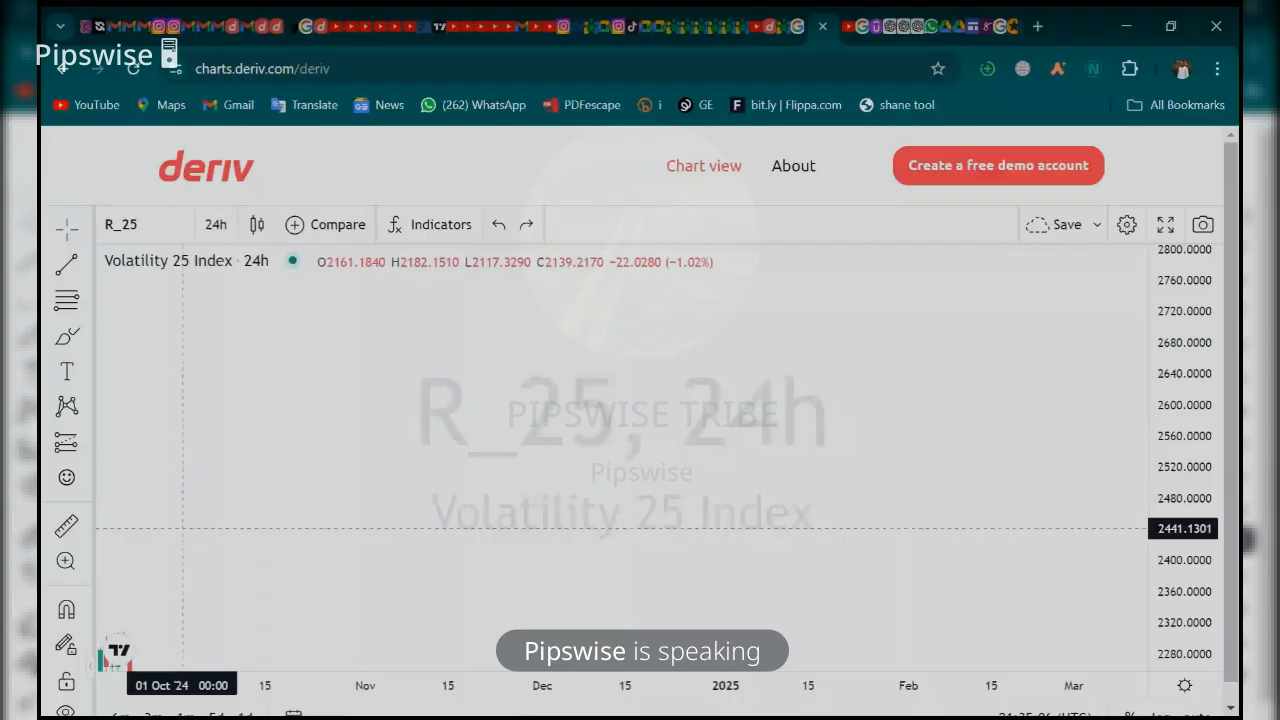 Pipswise
charts.deriv.com/deriv
YouTube Maps Gmail Translate News (262) WhatsApp PDFescape i GE bit.ly | Flippa.com shane tool All Bookmarks
deriv Chart view About Create a free demo account
R_25 24h Compare Indicators Save
Volatility 25 Index · 24h O2161.1840 H2182.1510 L2117.3290 C2139.2170 −22.0280 (−1.02%)
2800.0000
2760.0000
2720.0000
2680.0000
2640.0000
2600.0000
2560.0000
2520.0000
2480.0000
2441.1301
2400.0000
2360.0000
2320.0000
2280.0000
R_25, 24h
PIPSWISE TRIBE
Pipswise
Volatility 25 Index
Pipswise is speaking
01 Oct '24 00:00 15 Nov 15 Dec 15 2025 15 Feb 15 Mar